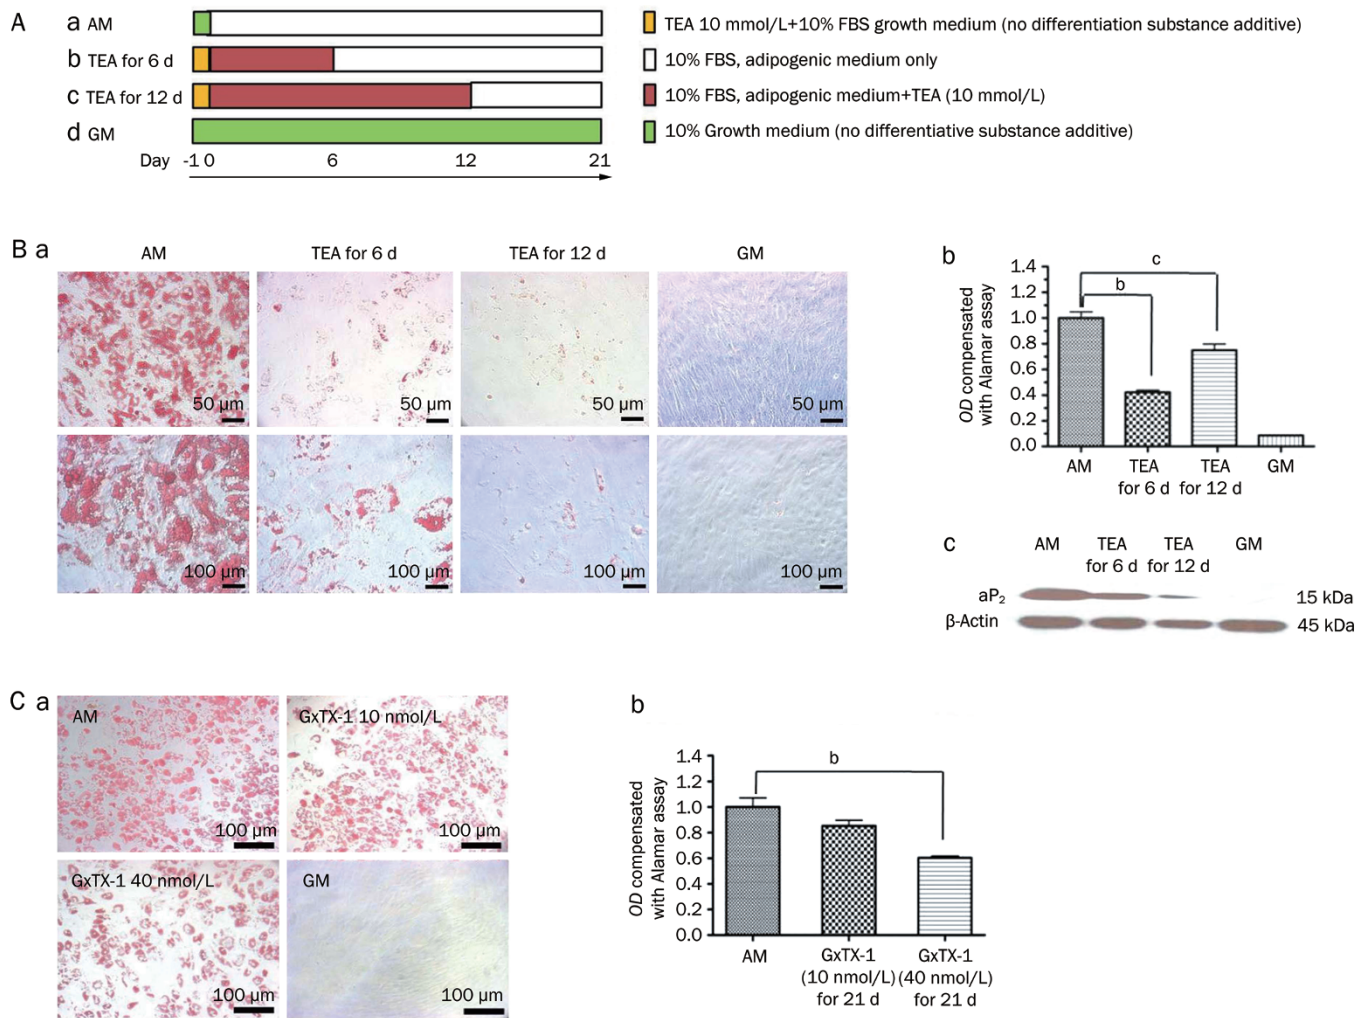 A
a AM
b TEA for 6 d
c TEA for 12 d
d GM
Day -1 0 6 12 21
TEA 10 mmol/L+10% FBS growth medium (no differentiation substance additive)
10% FBS, adipogenic medium only
10% FBS, adipogenic medium+TEA (10 mmol/L)
10% Growth medium (no differentiative substance additive)
B a
AM TEA for 6 d TEA for 12 d GM
50 μm 50 μm 50 μm 50 μm
100 μm 100 μm 100 μm 100 μm
b
OD compensated
with Alamar assay
1.4
1.2
1.0
0.8
0.6
0.4
0.2
0.0
c
b
AM TEA TEA GM
for 6 d for 12 d
c
AM TEA TEA GM
for 6 d for 12 d
aP2 15 kDa
β-Actin 45 kDa
C a
AM GxTX-1 10 nmol/L
100 μm 100 μm
GxTX-1 40 nmol/L GM
100 μm 100 μm
b
OD compensated
with Alamar assay
1.4
1.2
1.0
0.8
0.6
0.4
0.2
0.0
b
AM GxTX-1 GxTX-1
(10 nmol/L) (40 nmol/L)
for 21 d for 21 d